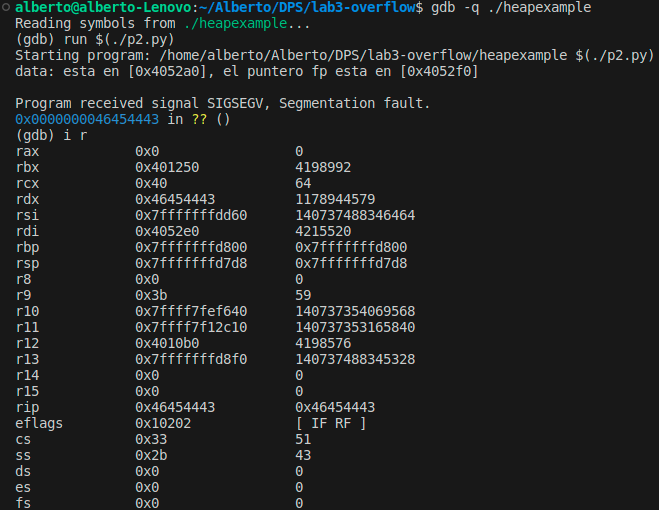 alberto@alberto-Lenovo:~/Alberto/DPS/lab3-overflow$ gdb -q ./heapexample
Reading symbols from ./heapexample...
(gdb) run $(./p2.py)
Starting program: /home/alberto/Alberto/DPS/lab3-overflow/heapexample $(./p2.py)
data: esta en [0x4052a0], el puntero fp esta en [0x4052f0]
Program received signal SIGSEGV, Segmentation fault.
0x0000000046454443 in ?? ()
(gdb) i r
rax 0x0 0
rbx 0x401250 4198992
rcx 0x40 64
rdx 0x46454443 1178944579
rsi 0x7fffffffdd60 140737488346464
rdi 0x4052e0 4215520
rbp 0x7fffffffd800 0x7fffffffd800
rsp 0x7fffffffd7d8 0x7fffffffd7d8
r8 0x0 0
r9 0x3b 59
r10 0x7ffff7fef640 140737354069568
r11 0x7ffff7f12c10 140737353165840
r12 0x4010b0 4198576
r13 0x7fffffffd8f0 140737488345328
r14 0x0 0
r15 0x0 0
rip 0x46454443 0x46454443
eflags 0x10202 [ IF RF ]
cs 0x33 51
ss 0x2b 43
ds 0x0 0
es 0x0 0
fs 0x0 0